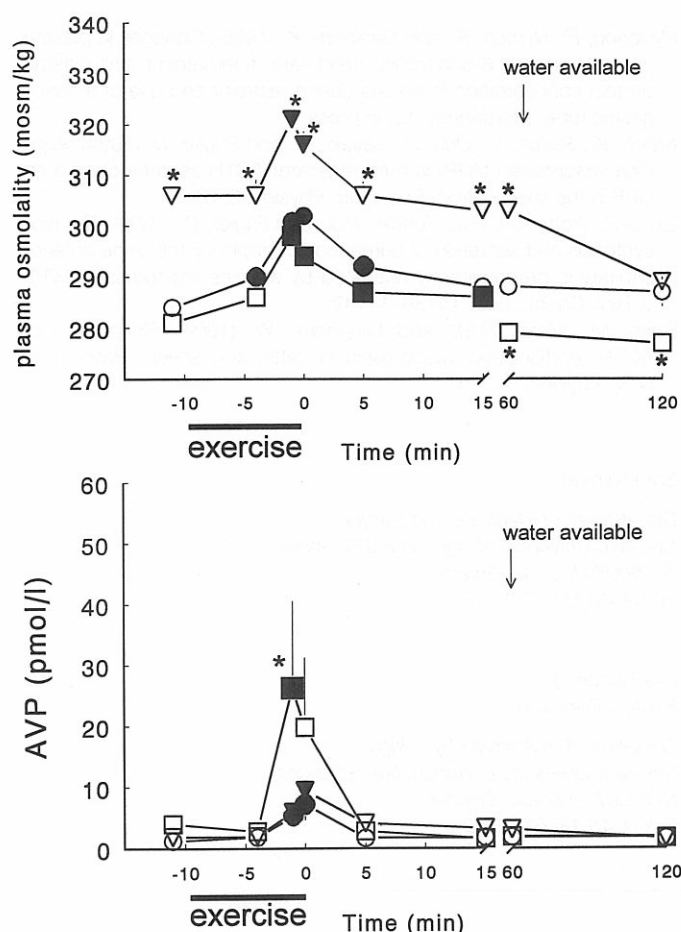 340
330
320
310
300
290
280
270
plasma osmolality (mosm/kg)
water available
* * * * * * *
* *
-10 -5 0 5 10 15 60 120
exercise Time (min)
60
50
40
30
20
10
0
AVP (pmol/l)
water available
*
-10 -5 0 5 10 15 60 120
exercise Time (min)